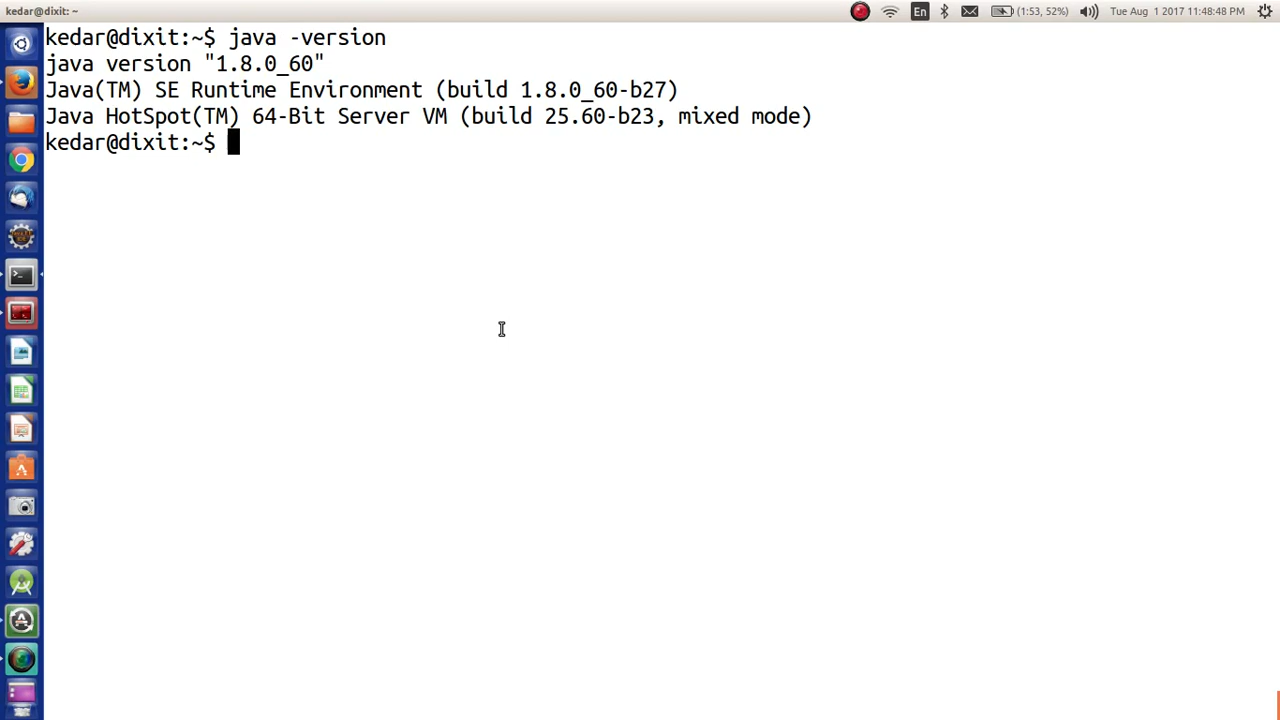 kedar@dixit: ~
En
(1:53, 52%)
Tue Aug 1 2017 11:48:48 PM
kedar@dixit:~$ java -version
java version "1.8.0_60"
Java(TM) SE Runtime Environment (build 1.8.0_60-b27)
Java HotSpot(TM) 64-Bit Server VM (build 25.60-b23, mixed mode)
kedar@dixit:~$